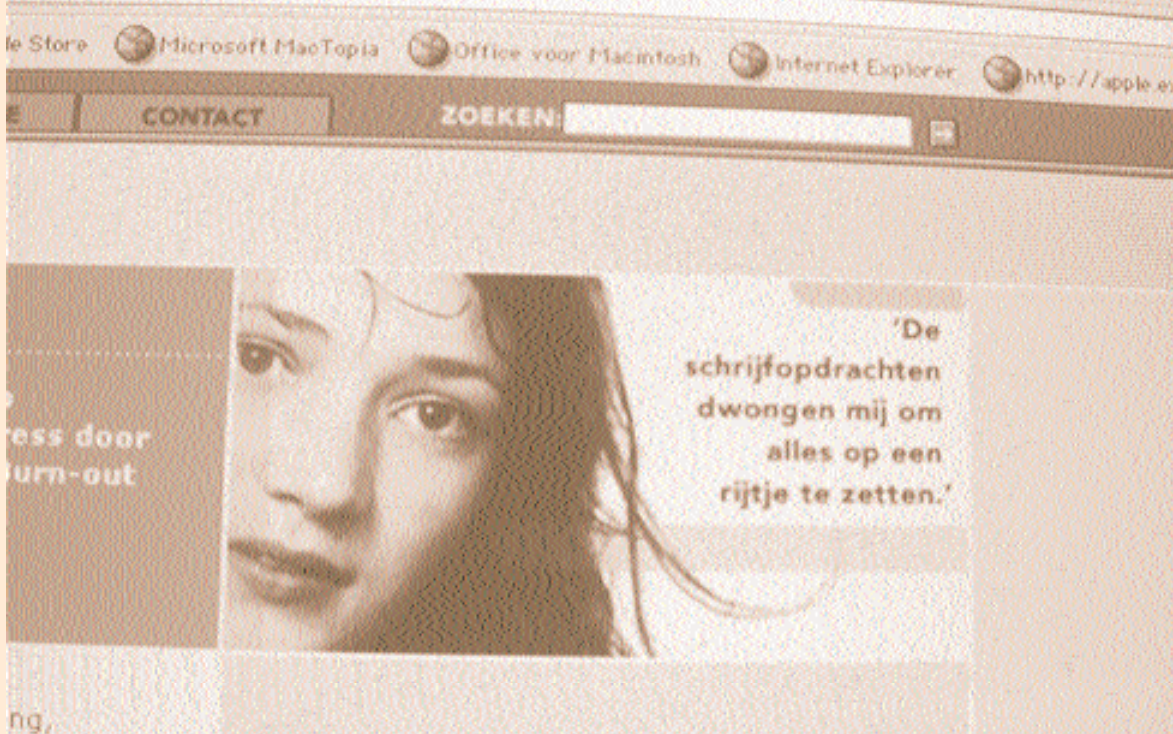 le Store Microsoft MacTopia Office voor Macintosh Internet Explorer http://apple.ex
E CONTACT ZOEKEN:
'De
schrijfopdrachten
dwongen mij om
alles op een
rijtje te zetten.'
ress door
urn-out
ng,